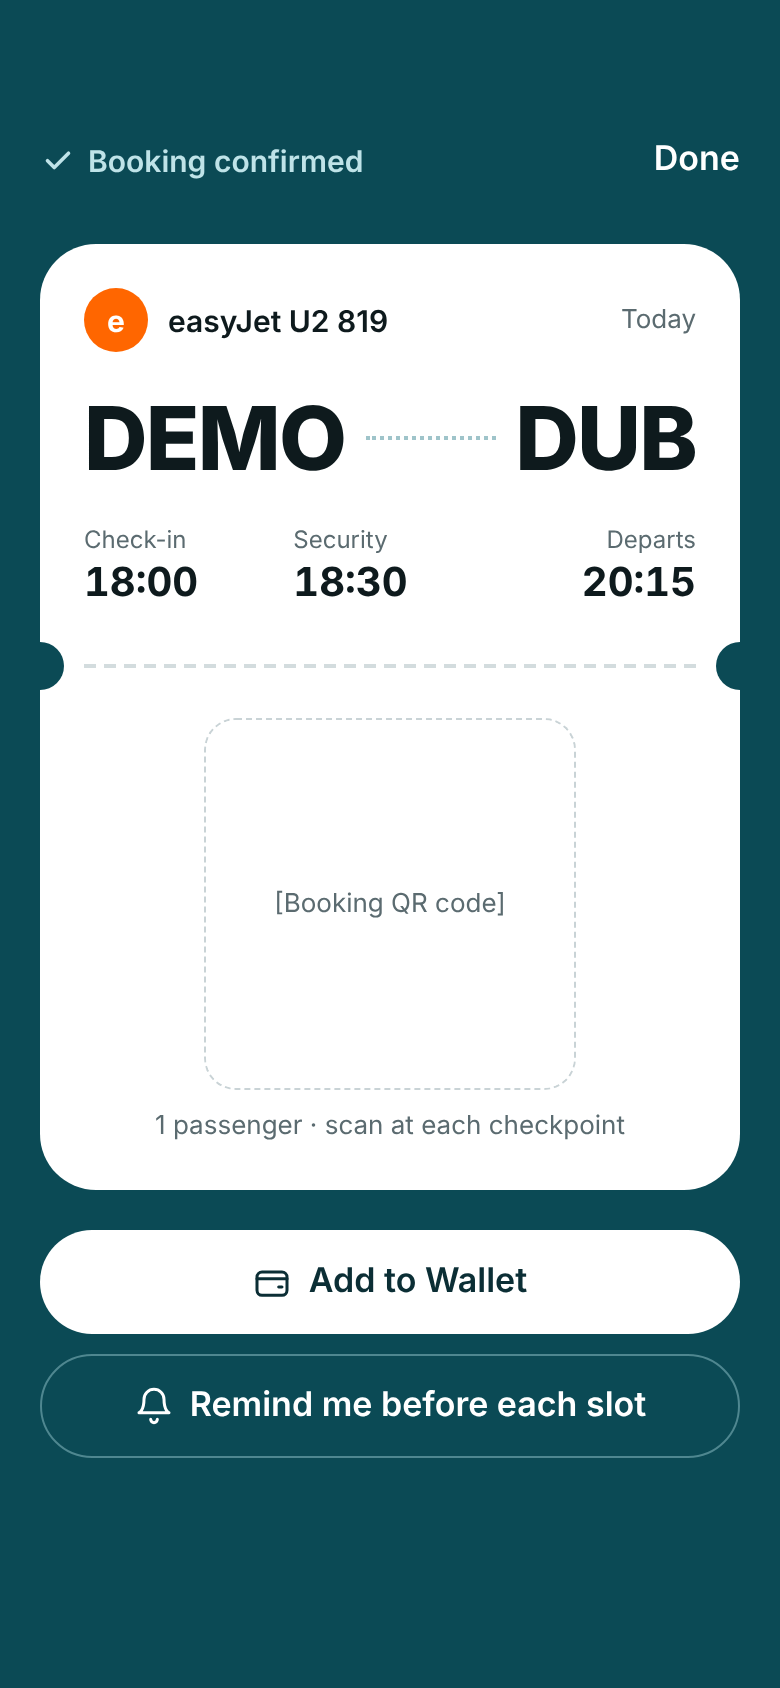 Booking confirmed
Done
e
easyJet U2 819
Today
DEMO
DUB
Check-in
Security
Departs
18:00
18:30
20:15
[Booking QR code]
1 passenger · scan at each checkpoint
Add to Wallet
Remind me before each slot